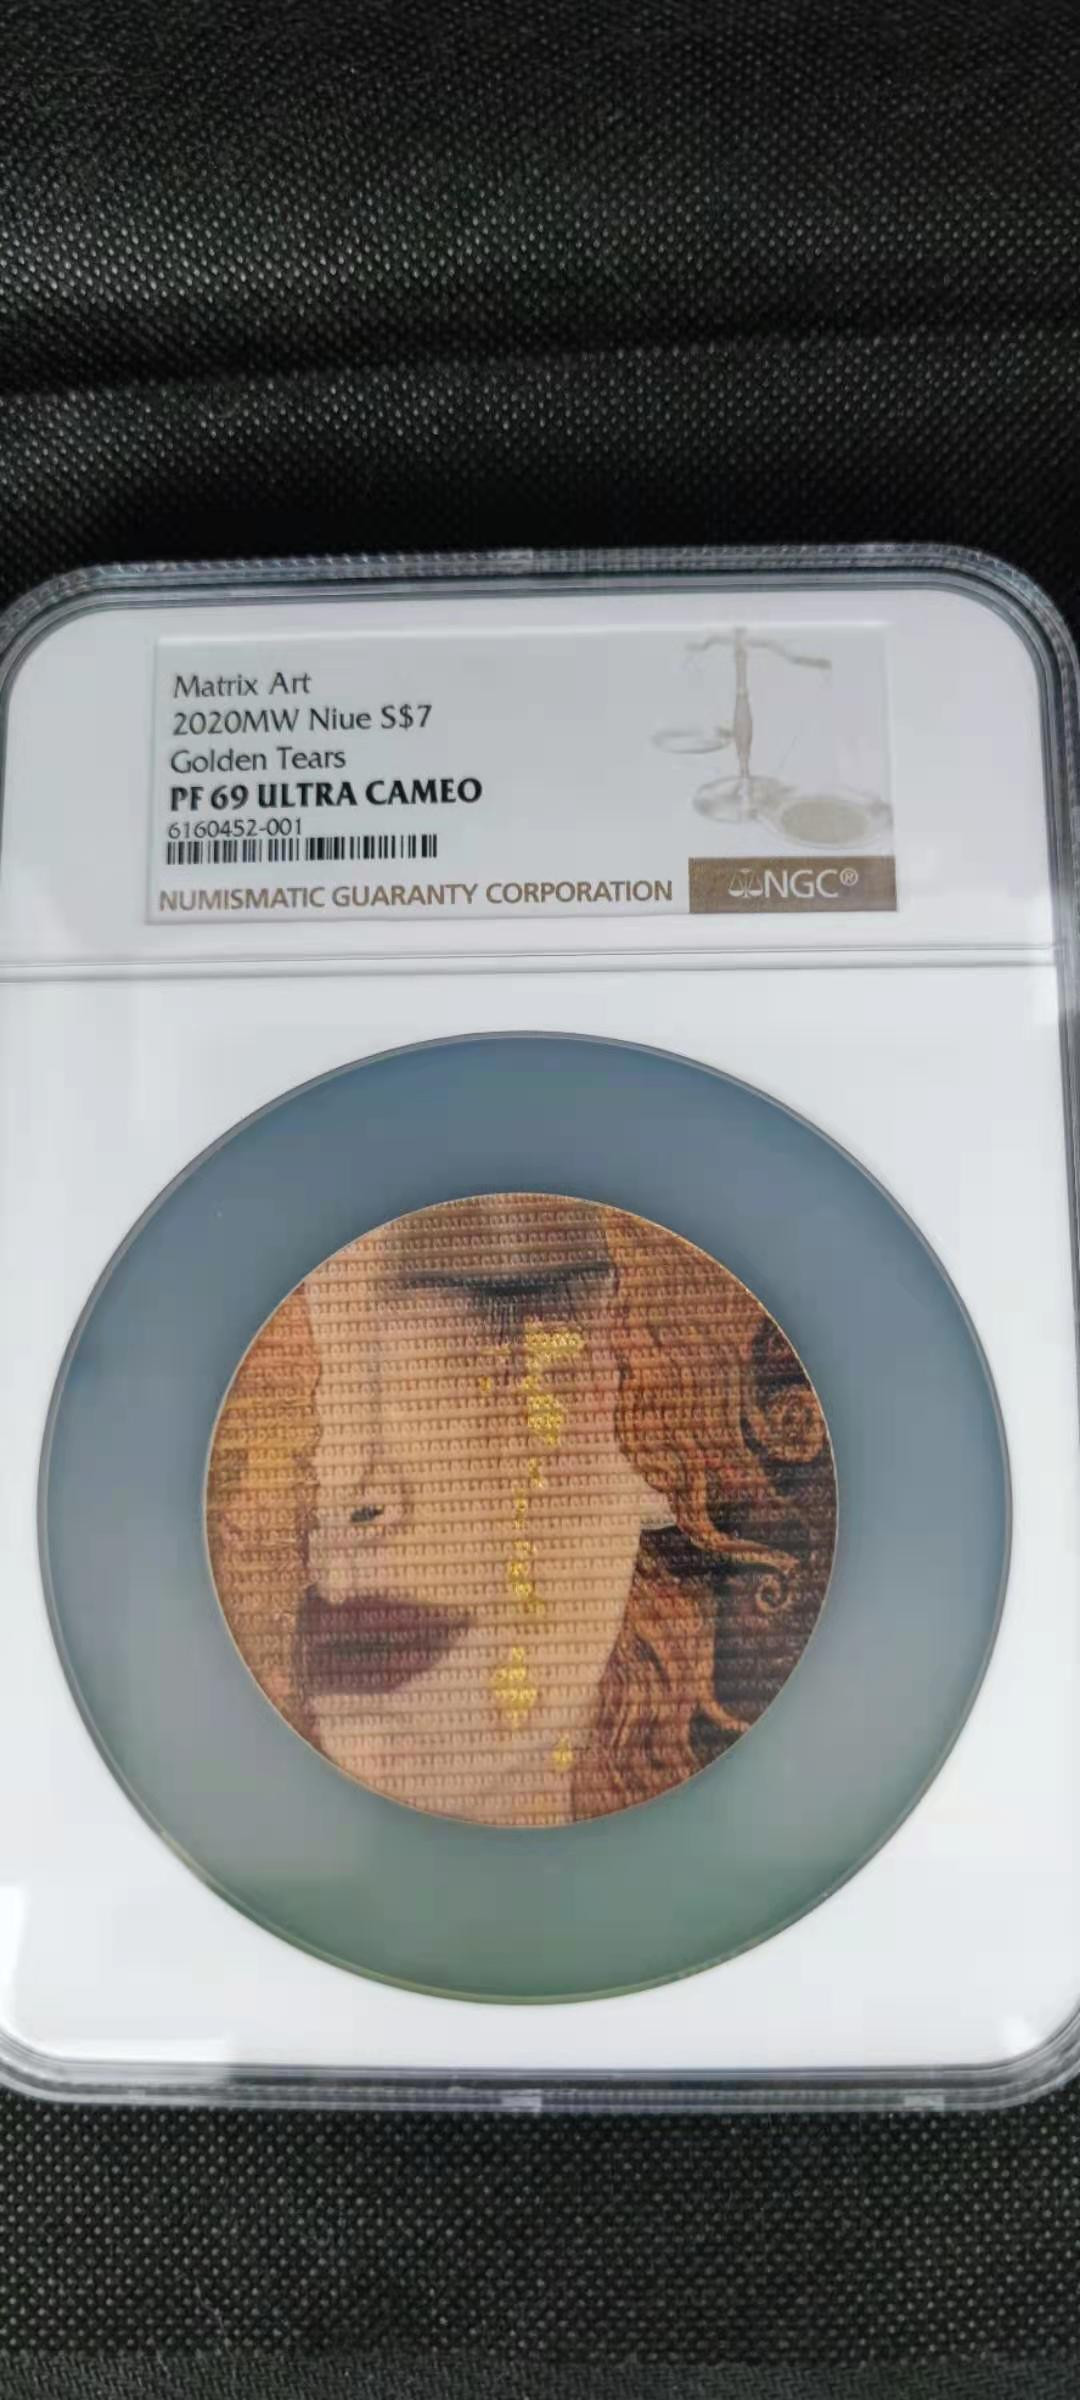 Matrix Art
2020MW Niue S$7
Golden Tears
PF 69 ULTRA CAMEO
6160452-001
NUMISMATIC GUARANTY CORPORATION
NGC®